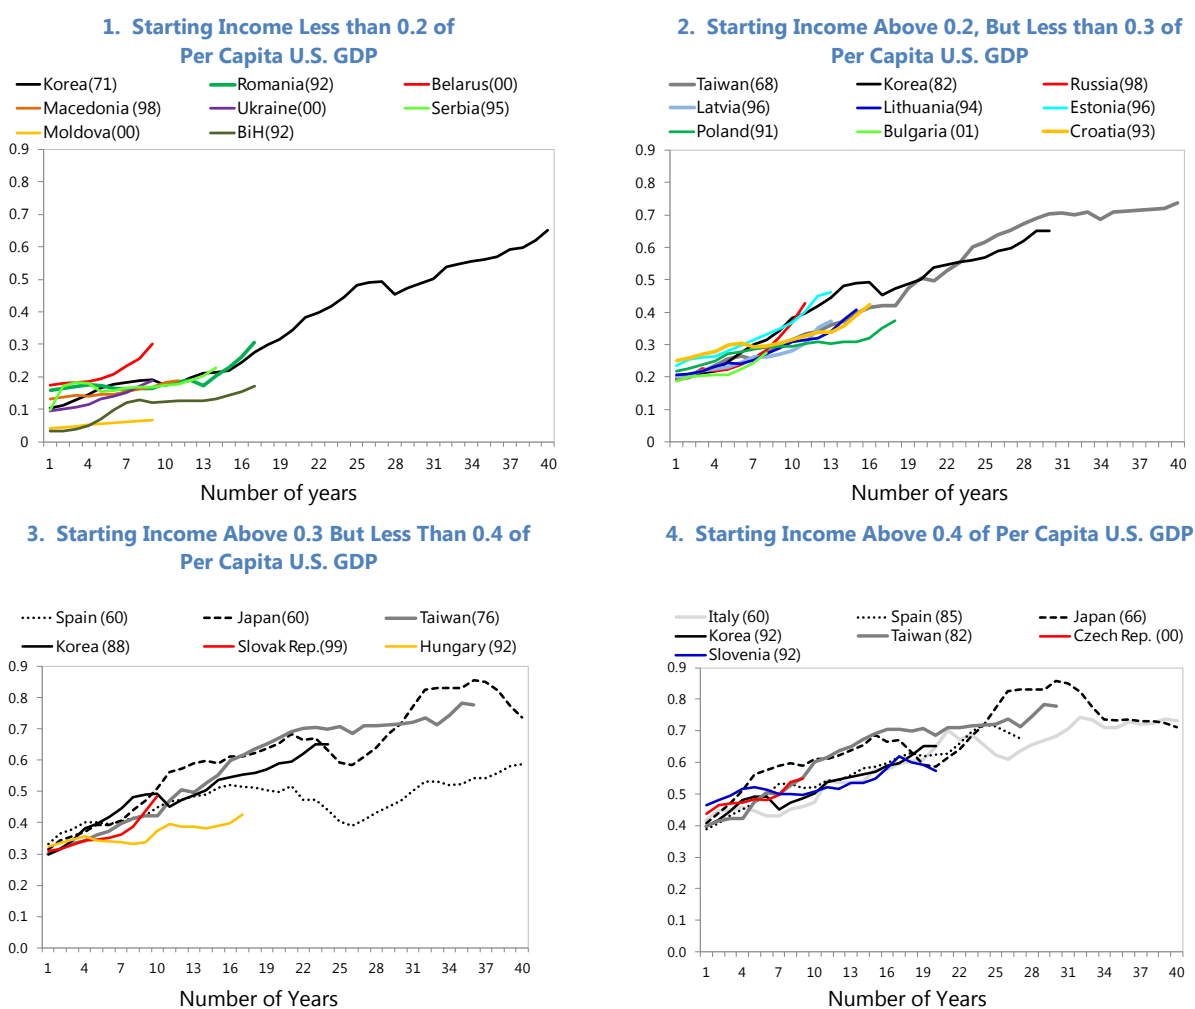 1. Starting Income Less than 0.2 of
Per Capita U.S. GDP
Korea(71) Romania(92) Belarus(00)
Macedonia (98) Ukraine(00) Serbia(95)
Moldova(00) BiH(92)
0.9
0.8
0.7
0.6
0.5
0.4
0.3
0.2
0.1
0
1 4 7 10 13 16 19 22 25 28 31 34 37 40
Number of years
2. Starting Income Above 0.2, But Less than 0.3 of
Per Capita U.S. GDP
Taiwan(68) Korea(82) Russia(98)
Latvia(96) Lithuania(94) Estonia(96)
Poland(91) Bulgaria (01) Croatia(93)
0.9
0.8
0.7
0.6
0.5
0.4
0.3
0.2
0.1
0
1 4 7 10 13 16 19 22 25 28 31 34 37 40
Number of years
3. Starting Income Above 0.3 But Less Than 0.4 of
Per Capita U.S. GDP
Spain (60) Japan(60) Taiwan(76)
Korea (88) Slovak Rep.(99) Hungary (92)
0.9
0.8
0.7
0.6
0.5
0.4
0.3
0.2
0.1
0.0
1 4 7 10 13 16 19 22 25 28 31 34 37 40
Number of Years
4. Starting Income Above 0.4 of Per Capita U.S. GDP
Italy (60) Spain (85) Japan (66)
Korea (92) Taiwan (82) Czech Rep. (00)
Slovenia (92)
0.9
0.8
0.7
0.6
0.5
0.4
0.3
0.2
0.1
0.0
1 4 7 10 13 16 19 22 25 28 31 34 37 40
Number of Years